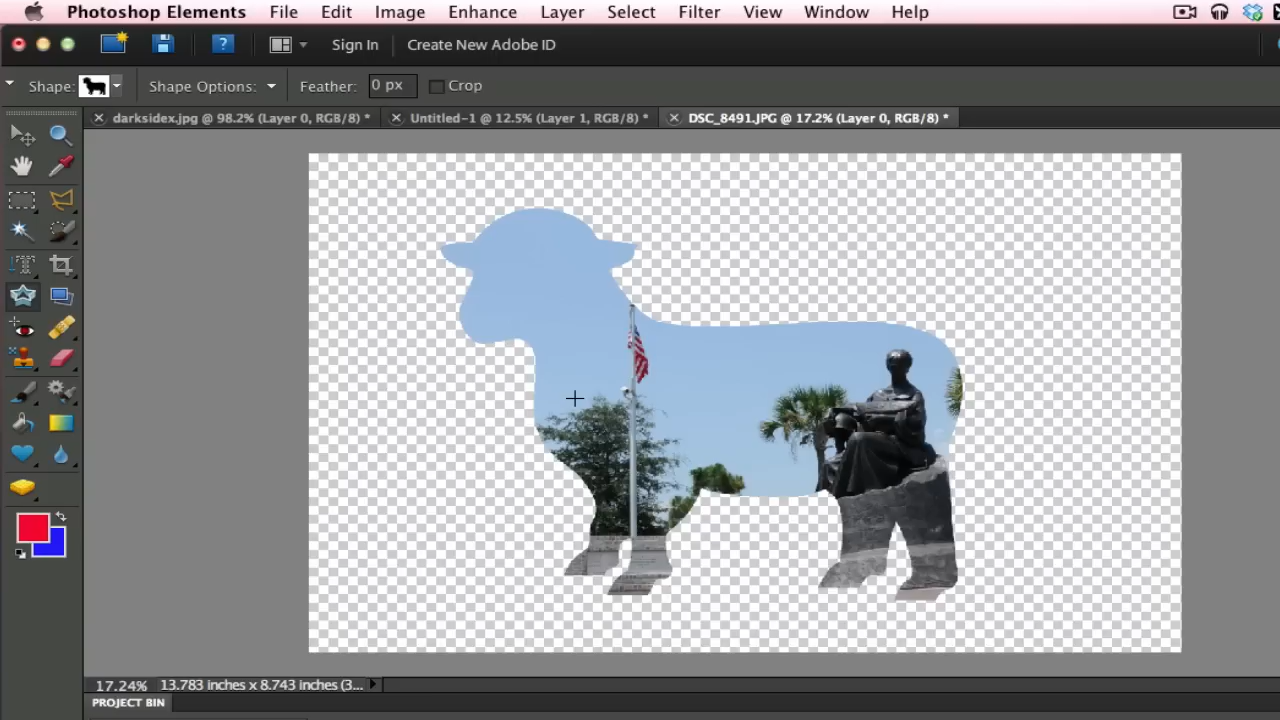 Photoshop Elements File Edit Image Enhance Layer Select Filter View Window Help
Sign In Create New Adobe ID
Shape: Shape Options: Feather: 0 px Crop
darksidex.jpg @ 98.2% (Layer 0, RGB/8) * Untitled-1 @ 12.5% (Layer 1, RGB/8) * DSC_8491.JPG @ 17.2% (Layer 0, RGB/8) *
17.24% 13.783 inches x 8.743 inches (3...
PROJECT BIN